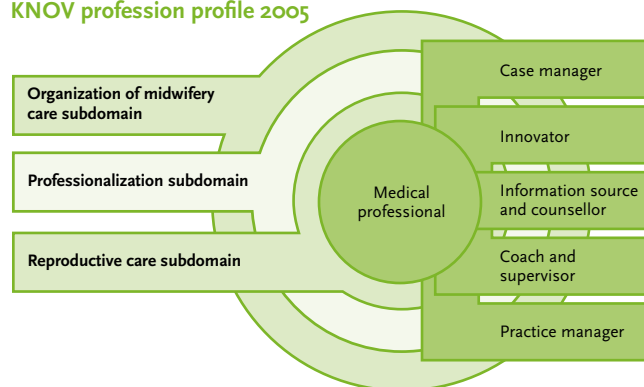 KNOV profession profile 2005
Organization of midwifery
care subdomain
Professionalization subdomain
Reproductive care subdomain
Medical
professional
Case manager
Innovator
Information source
and counsellor
Coach and
supervisor
Practice manager